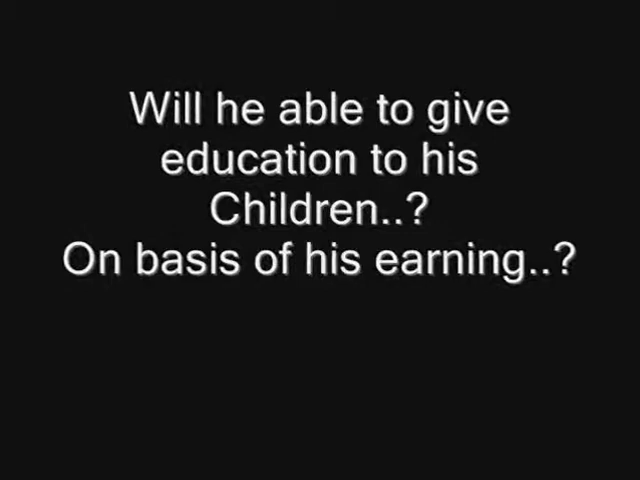 Will he able to give
education to his
Children..?
On basis of his earning..?